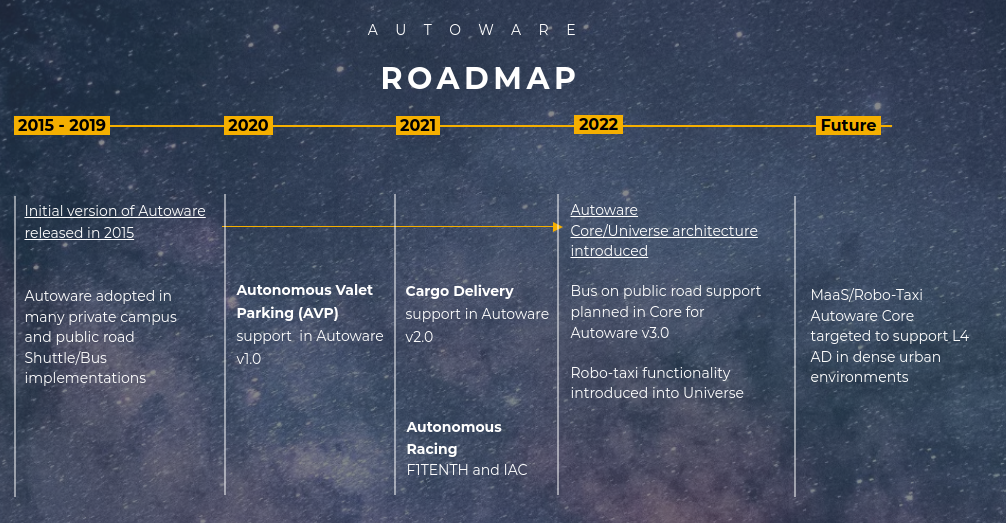 AUTOWARE
ROADMAP
2015 - 2019
2020
2021
2022
Future
Initial version of Autoware
released in 2015
Autoware adopted in
many private campus
and public road
Shuttle/Bus
implementations
Autonomous Valet
Parking (AVP)
support in Autoware
v1.0
Cargo Delivery
support in Autoware
v2.0
Autonomous
Racing
F1TENTH and IAC
Autoware
Core/Universe architecture
introduced
Bus on public road support
planned in Core for
Autoware v3.0
Robo-taxi functionality
introduced into Universe
MaaS/Robo-Taxi
Autoware Core
targeted to support L4
AD in dense urban
environments